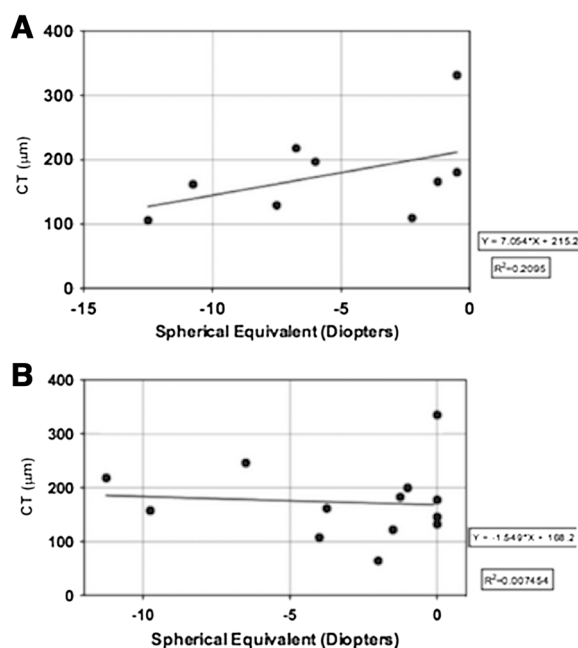 A
400
300
200
100
0
CT (µm)
-15 -10 -5 0
Spherical Equivalent (Diopters)
Y = 7.054*X + 215.2
R²=0.2095
B
400
300
200
100
0
CT (µm)
-10 -5 0
Spherical Equivalent (Diopters)
Y = -1.549*X + 168.2
R²=0.007454